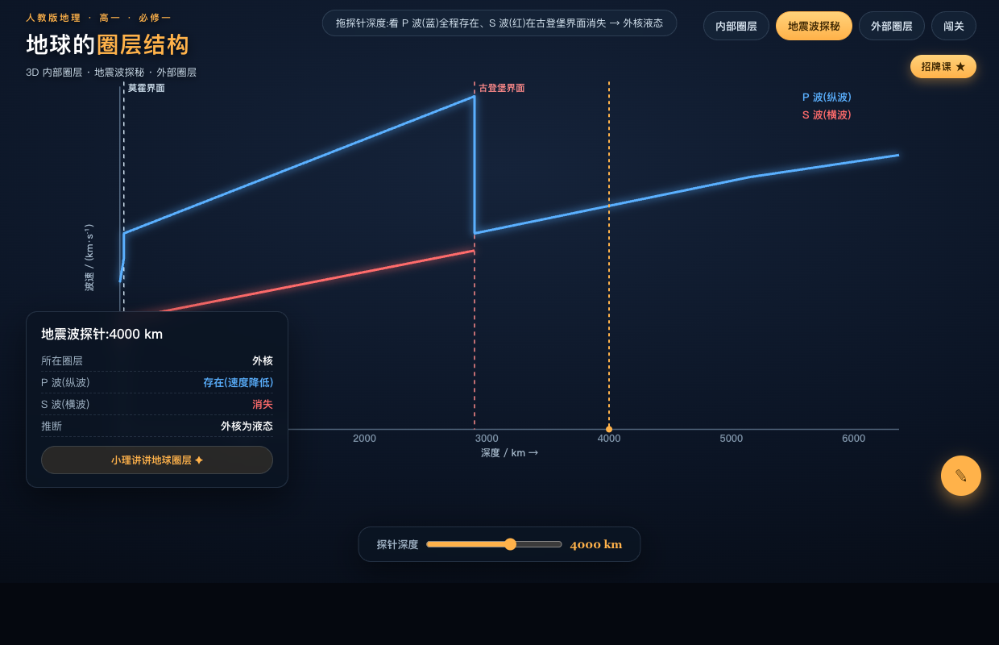 人教版地理 · 高一 · 必修一
地球的圈层结构
3D 内部圈层 · 地震波探秘 · 外部圈层
拖探针深度:看 P 波(蓝)全程存在、S 波(红)在古登堡界面消失 → 外核液态
内部圈层
地震波探秘
外部圈层
闯关
招牌课 ★
莫霍界面
古登堡界面
P 波(纵波)
S 波(横波)
波速 / (km·s⁻¹)
地震波探针:4000 km
所在圈层 外核
P 波(纵波) 存在(速度降低)
S 波(横波) 消失
推断 外核为液态
小理讲讲地球圈层 ✦
2000 3000 4000 5000 6000
深度 / km →
探针深度 4000 km